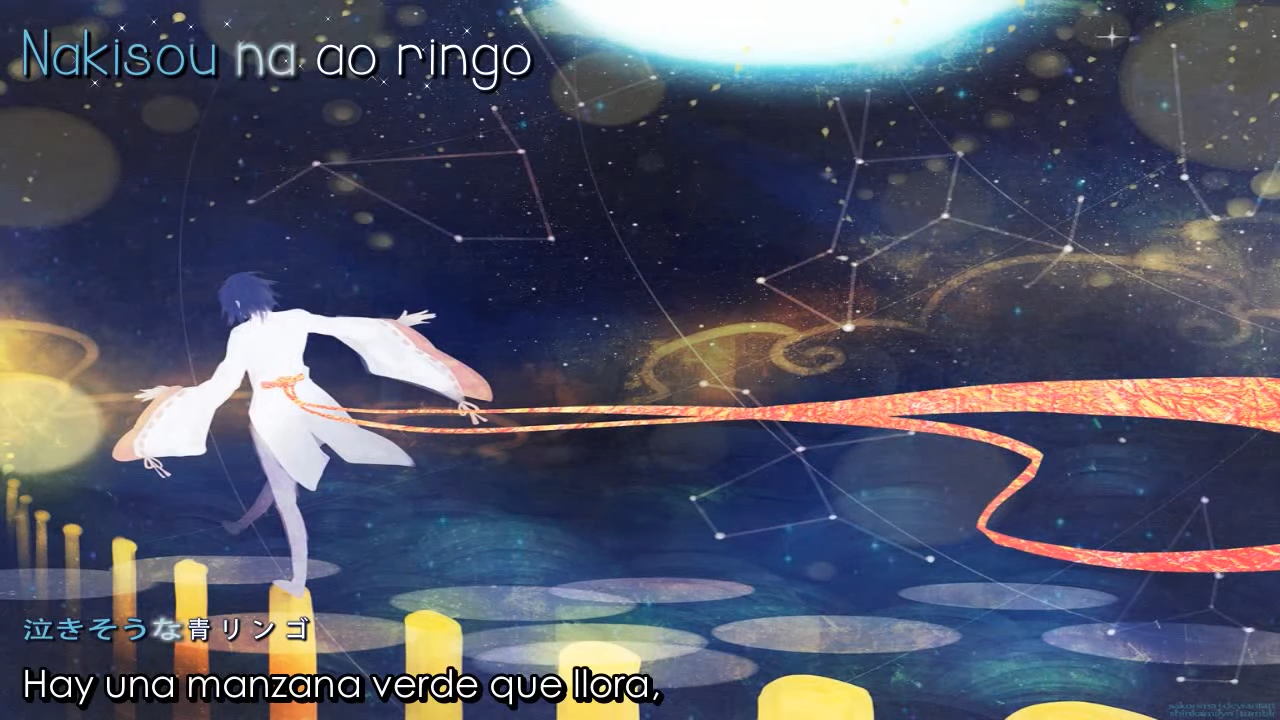 Nakisou na ao ringo
泣きそうな青リンゴ
Hay una manzana verde que llora,